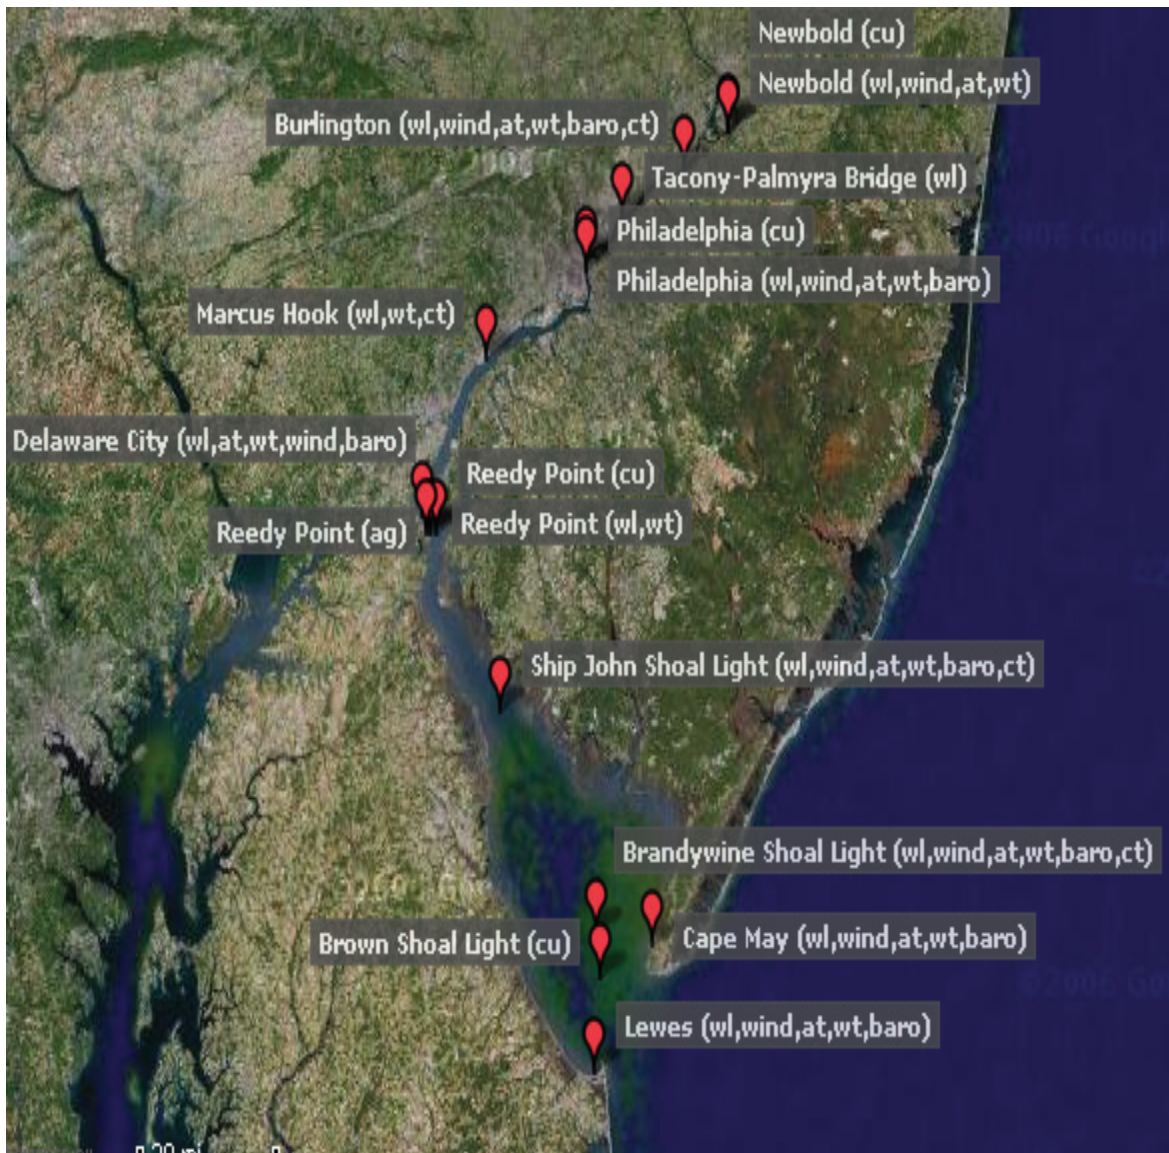 Newbold (cu)
Newbold (wl,wind,at,wt)
Burlington (wl,wind,at,wt,baro,ct)
Tacony-Palmyra Bridge (wl)
Philadelphia (cu)
Philadelphia (wl,wind,at,wt,baro)
Marcus Hook (wl,wt,ct)
Delaware City (wl,at,wt,wind,baro)
Reedy Point (cu)
Reedy Point (wl,wt)
Reedy Point (ag)
Ship John Shoal Light (wl,wind,at,wt,baro,ct)
Brandywine Shoal Light (wl,wind,at,wt,baro,ct)
Cape May (wl,wind,at,wt,baro)
Brown Shoal Light (cu)
©2006
Lewes (wl,wind,at,wt,baro)